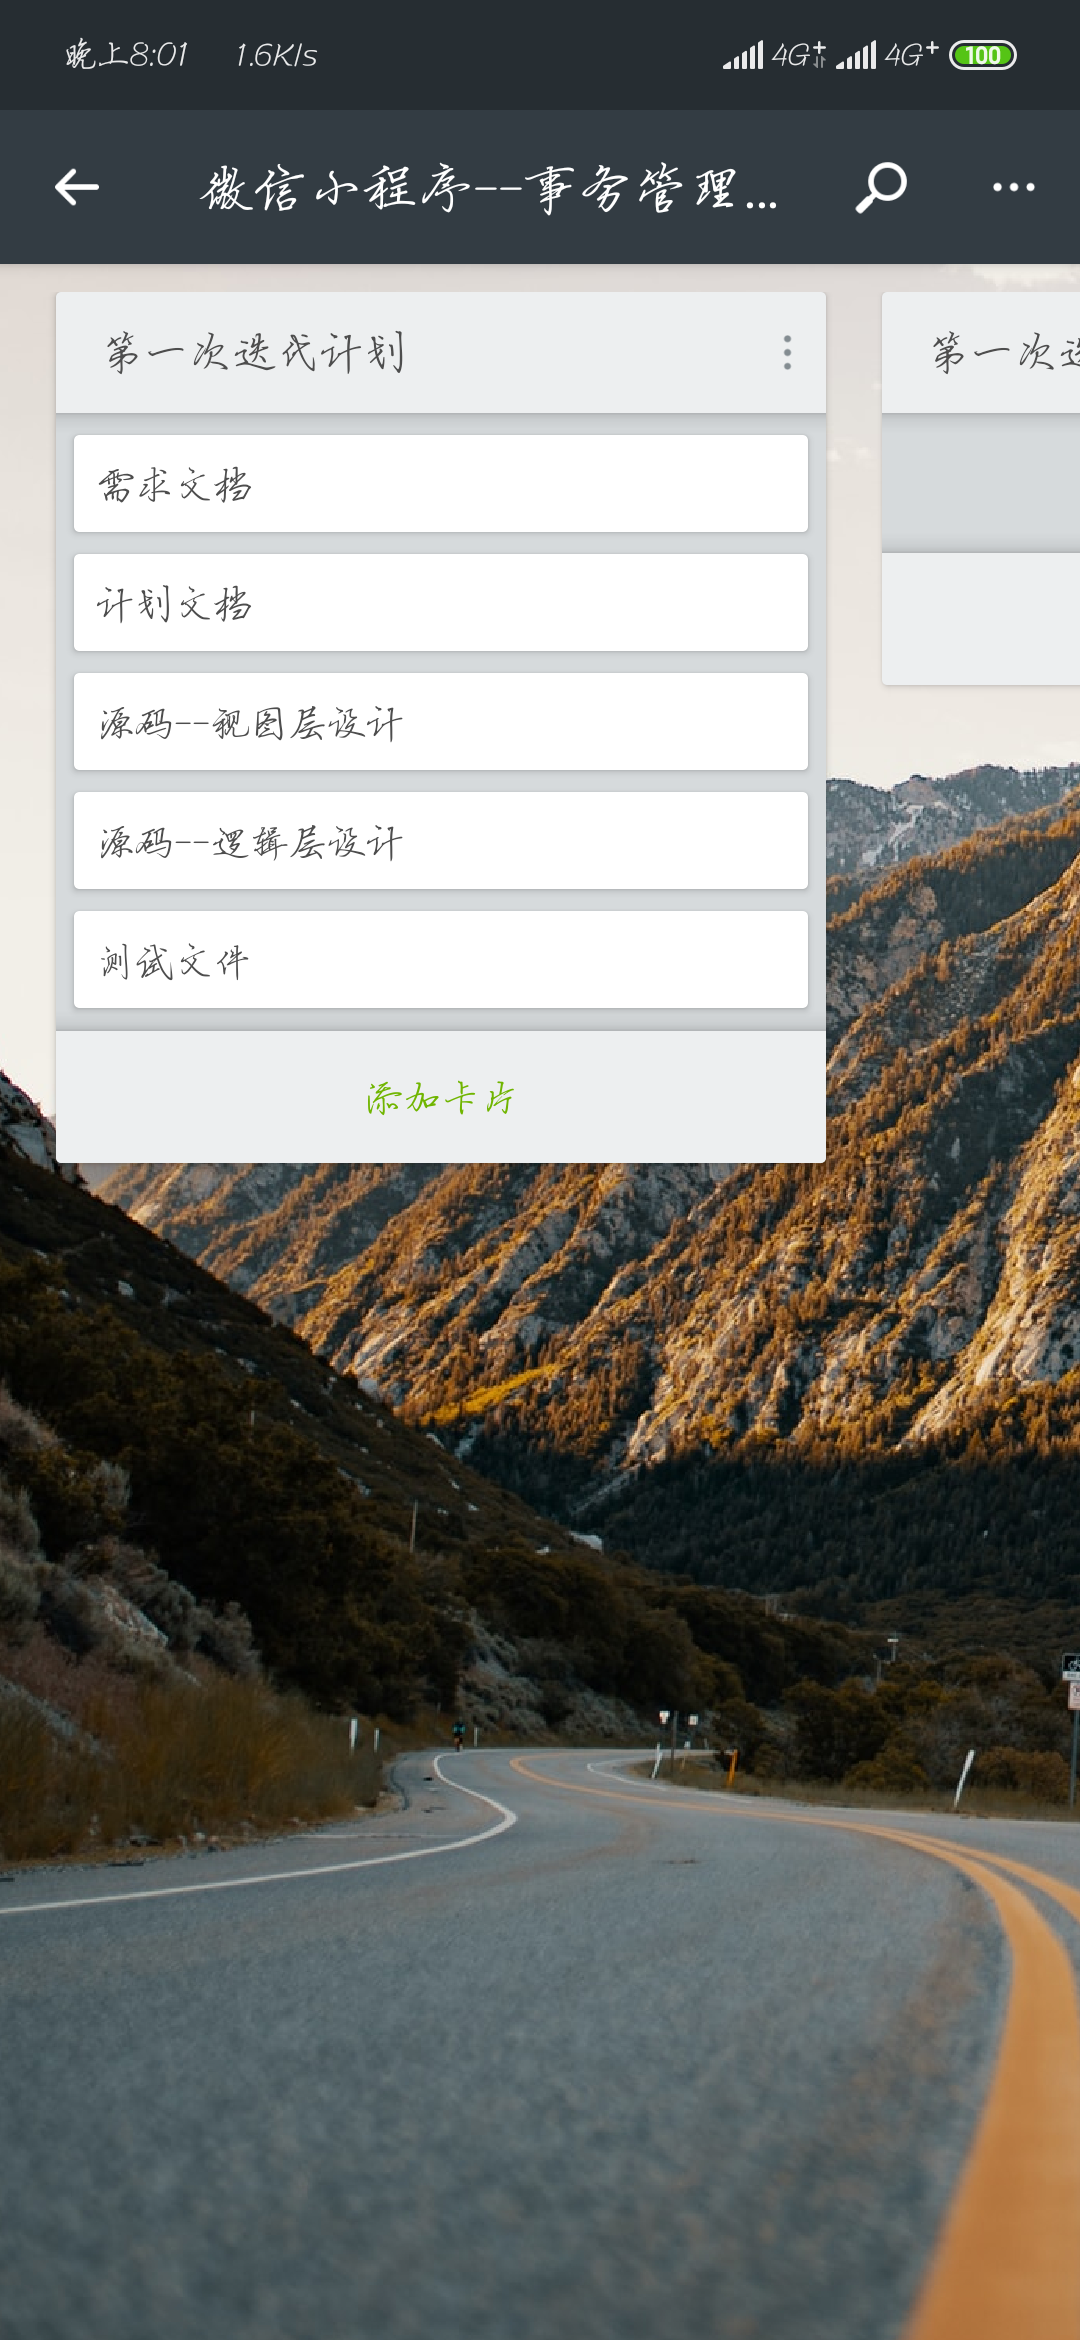 晚上8:01 1.6K/s 4G+ 4G+ 100
微信小程序--事务管理...
第一次迭代计划
需求文档
计划文档
源码--视图层设计
源码--逻辑层设计
测试文件
添加卡片
第一次迭